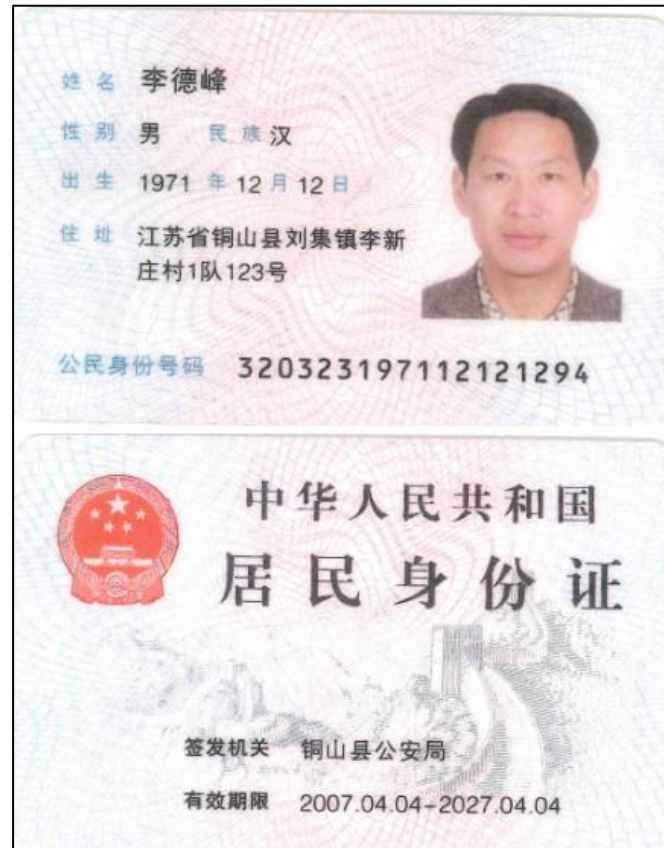 姓名 李德峰
性别 男 民族 汉
出生 1971 年 12 月 12 日
住址 江苏省铜山县刘集镇李新
庄村1队123号
公民身份号码 320323197112121294
中华人民共和国
居民身份证
签发机关 铜山县公安局
有效期限 2007.04.04-2027.04.04